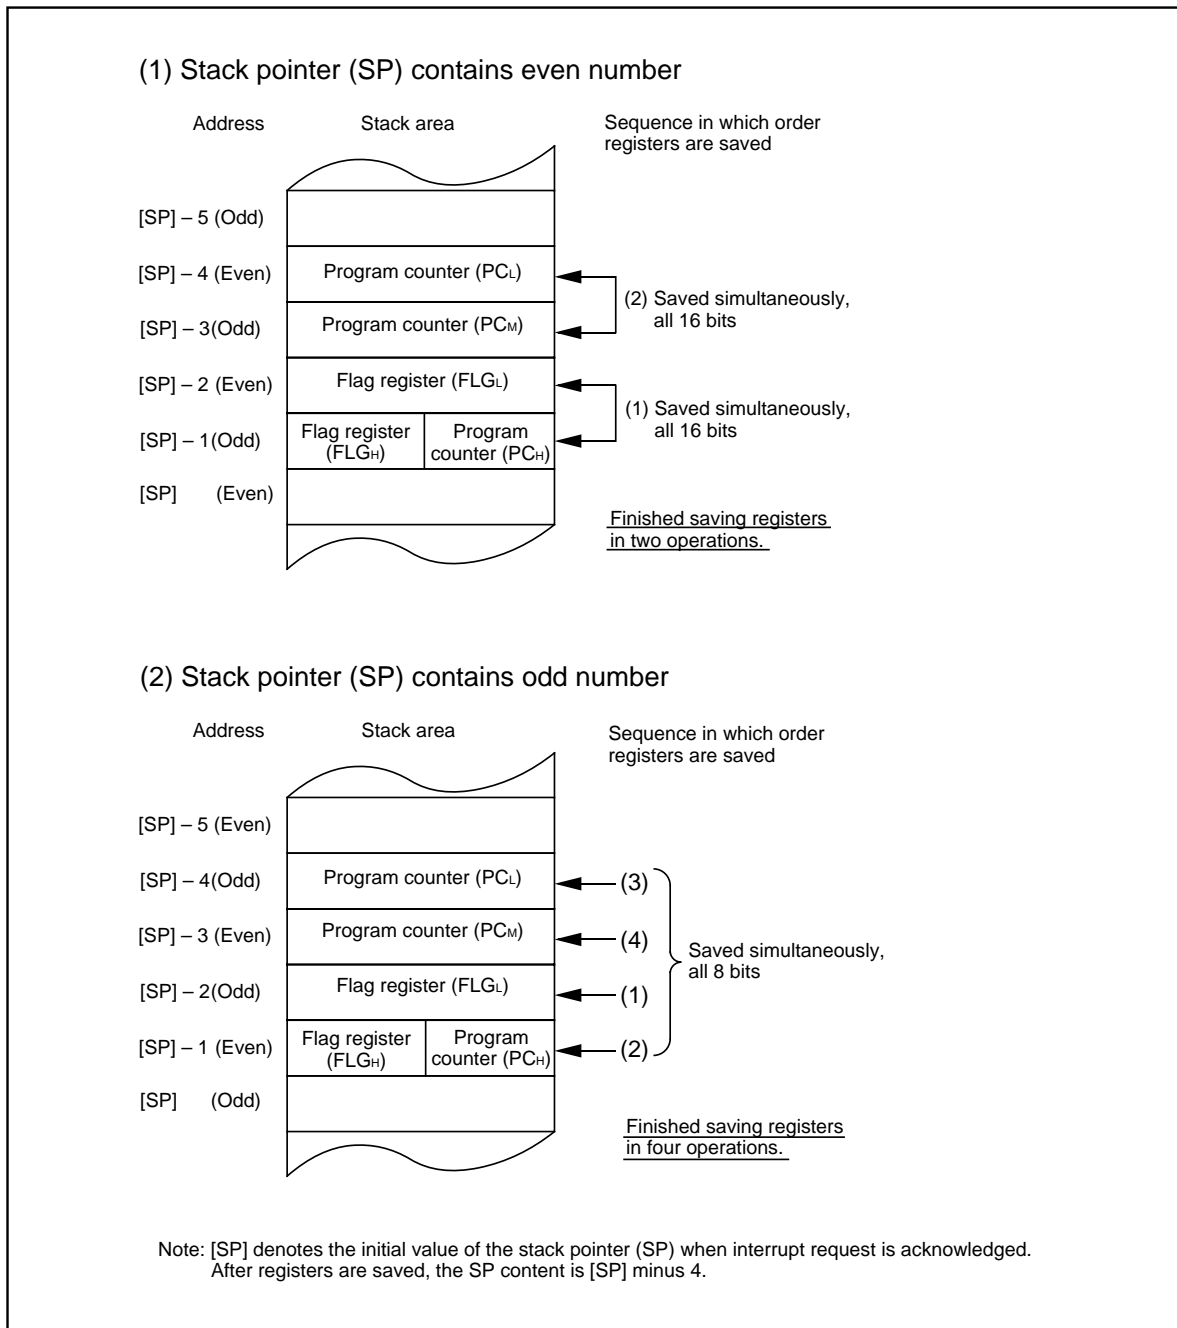 (1) Stack pointer (SP) contains even number
Address
Stack area
Sequence in which order
registers are saved
[SP] – 5 (Odd)
[SP] – 4 (Even)
Program counter (PCL)
[SP] – 3(Odd)
Program counter (PCM)
(2) Saved simultaneously,
all 16 bits
[SP] – 2 (Even)
Flag register (FLGL)
[SP] – 1(Odd)
Flag register
(FLGH)
Program
counter (PCH)
(1) Saved simultaneously,
all 16 bits
[SP] (Even)
Finished saving registers
in two operations.
(2) Stack pointer (SP) contains odd number
Address
Stack area
Sequence in which order
registers are saved
[SP] – 5 (Even)
[SP] – 4(Odd)
Program counter (PCL)
(3)
[SP] – 3 (Even)
Program counter (PCM)
(4)
Saved simultaneously,
all 8 bits
[SP] – 2(Odd)
Flag register (FLGL)
(1)
[SP] – 1 (Even)
Flag register
(FLGH)
Program
counter (PCH)
(2)
[SP] (Odd)
Finished saving registers
in four operations.
Note: [SP] denotes the initial value of the stack pointer (SP) when interrupt request is acknowledged.
After registers are saved, the SP content is [SP] minus 4.